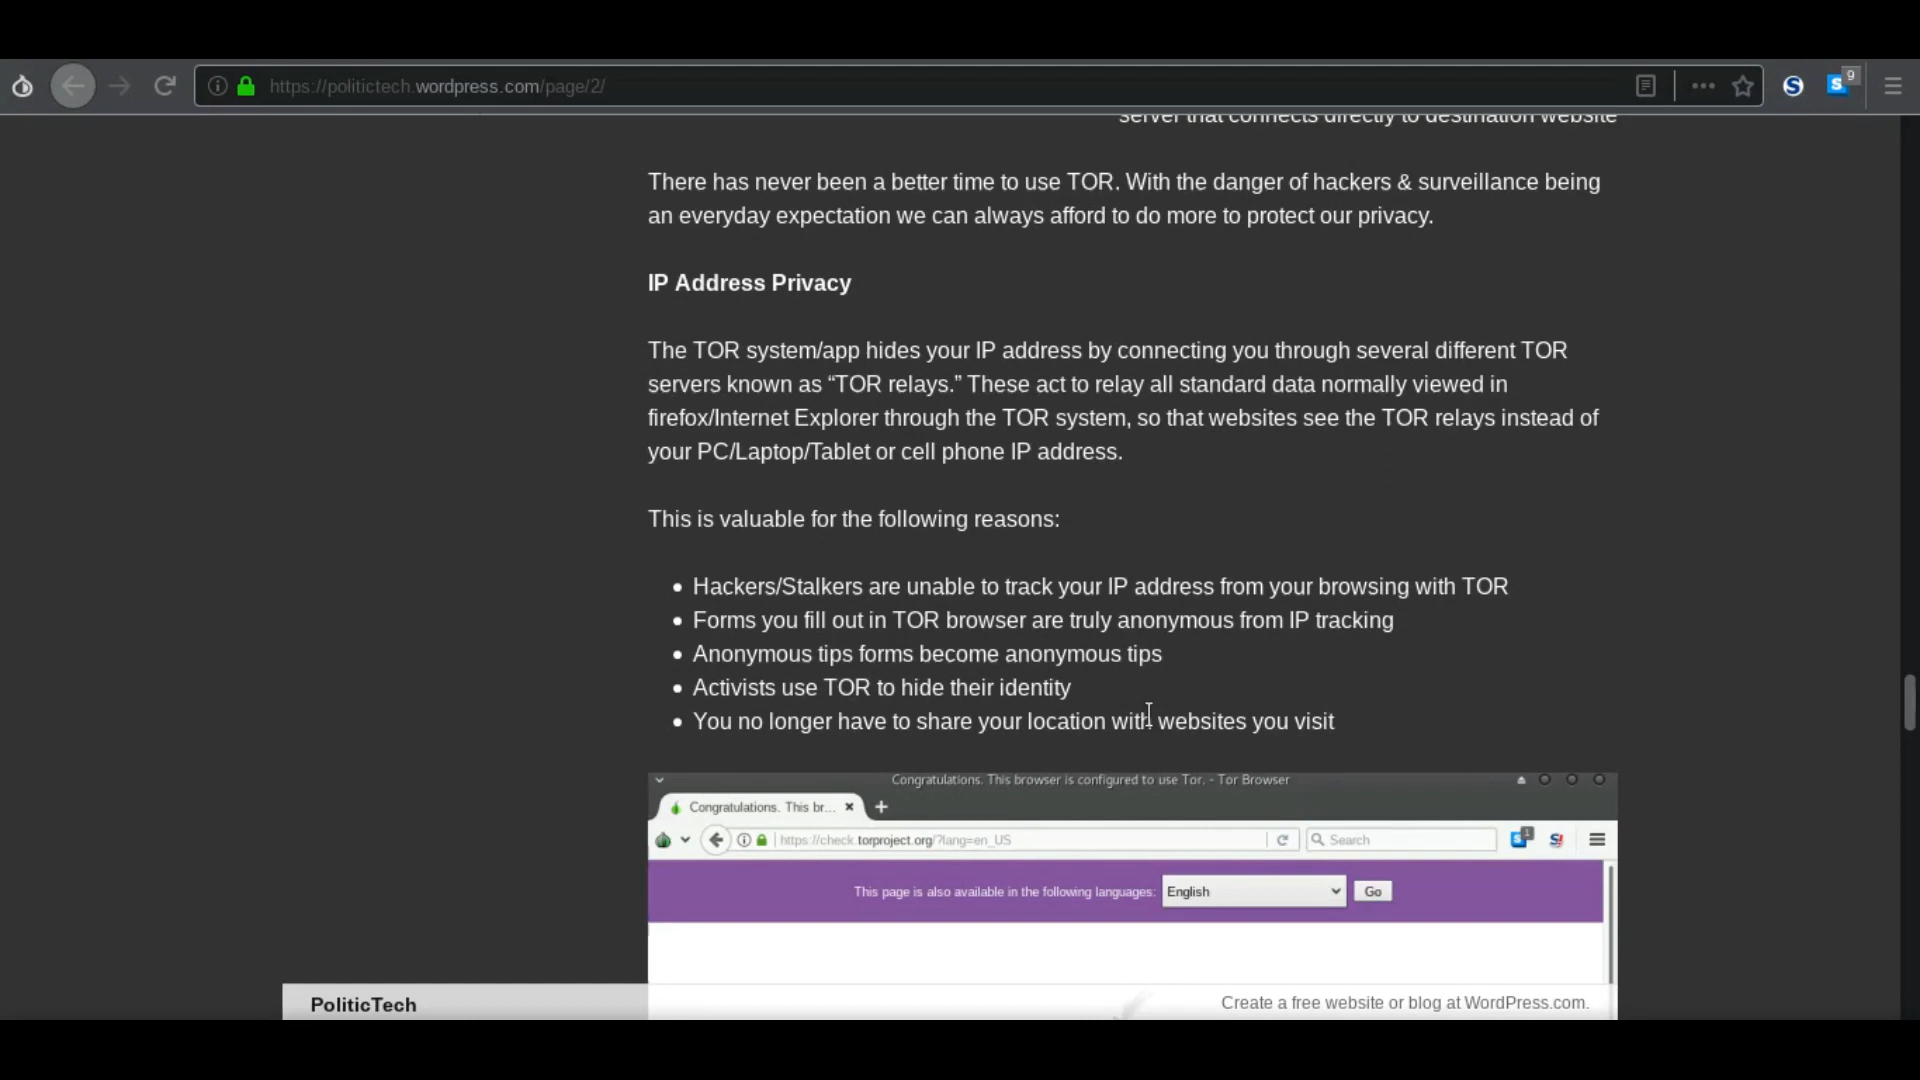 https://politictech.wordpress.com/page/2/
9
server that connects directly to destination website
There has never been a better time to use TOR. With the danger of hackers & surveillance being
an everyday expectation we can always afford to do more to protect our privacy.
IP Address Privacy
The TOR system/app hides your IP address by connecting you through several different TOR
servers known as “TOR relays.” These act to relay all standard data normally viewed in
firefox/Internet Explorer through the TOR system, so that websites see the TOR relays instead of
your PC/Laptop/Tablet or cell phone IP address.
This is valuable for the following reasons:
• Hackers/Stalkers are unable to track your IP address from your browsing with TOR
• Forms you fill out in TOR browser are truly anonymous from IP tracking
• Anonymous tips forms become anonymous tips
• Activists use TOR to hide their identity
• You no longer have to share your location with websites you visit
Congratulations. This browser is configured to use Tor. - Tor Browser
Congratulations. This br...
https://check.torproject.org/?lang=en_US
Search
1
This page is also available in the following languages: English Go
PoliticTech
Create a free website or blog at WordPress.com.